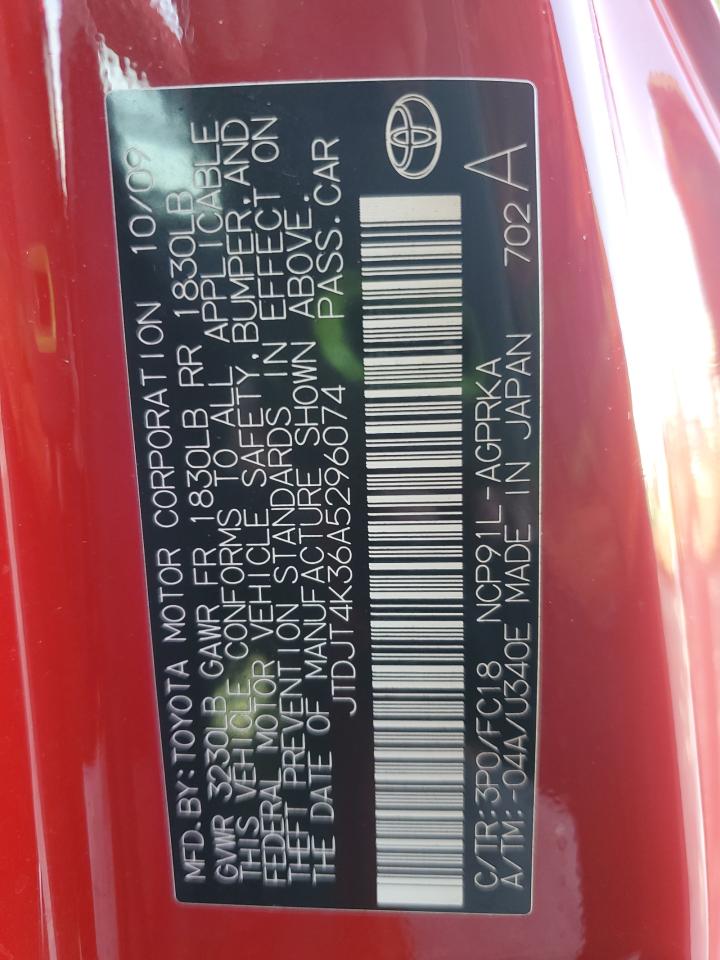 MFD.BY:TOYOTA MOTOR CORPORATION 10/09
GVWR 3230LB GAWR FR 1830LB RR 1830LB
THIS VEHICLE CONFORMS TO ALL APPLICABLE
FEDERAL MOTOR VEHICLE SAFETY,BUMPER,AND
THEFT PREVENTION STANDARDS IN EFFECT ON
THE DATE OF MANUFACTURE SHOWN ABOVE.
JTDJT4K36A5296074 PASS.CAR
C/TR:3P0/FC18 NCP91L-AGPRKA
A/TM:-04A/U340E MADE IN JAPAN 702 A